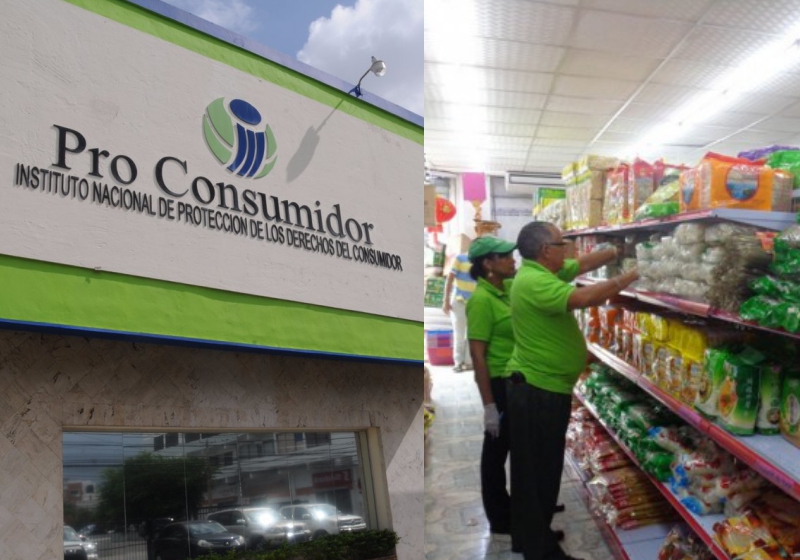 Pro Consumidor
INSTITUTO NACIONAL DE PROTECCION DE LOS DERECHOS DEL CONSUMIDOR